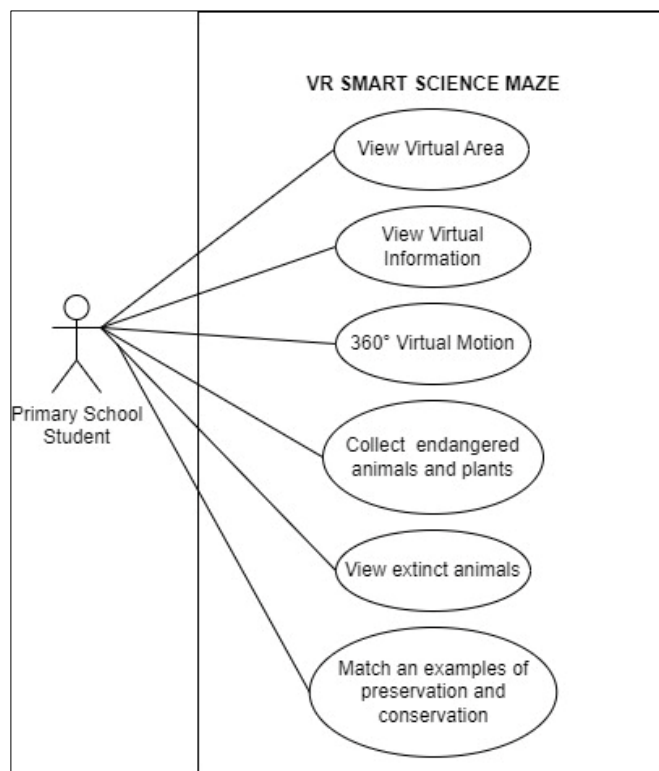 VR SMART SCIENCE MAZE
View Virtual Area
View Virtual
Information
360° Virtual Motion
Primary School
Student
Collect endangered
animals and plants
View extinct animals
Match an examples of
preservation and
conservation